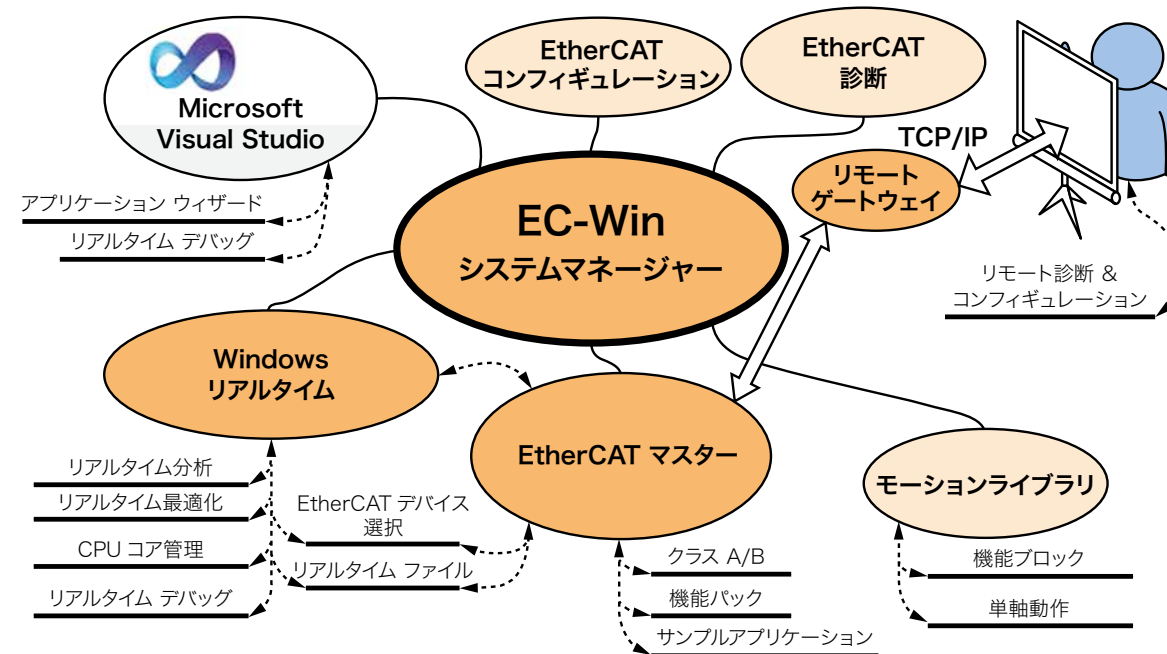 Microsoft
Visual Studio
アプリケーション ウィザード
リアルタイム デバッグ
EtherCAT
コンフィギュレーション
EtherCAT
診断
TCP/IP
リモート
ゲートウェイ
リモート診断 &
コンフィギュレーション
EC-Win
システムマネージャー
Windows
リアルタイム
リアルタイム分析
リアルタイム最適化
CPU コア管理
リアルタイム デバッグ
EtherCAT デバイス
選択
リアルタイム ファイル
EtherCAT マスター
クラス A/B
機能パック
サンプルアプリケーション
モーションライブラリ
機能ブロック
単軸動作